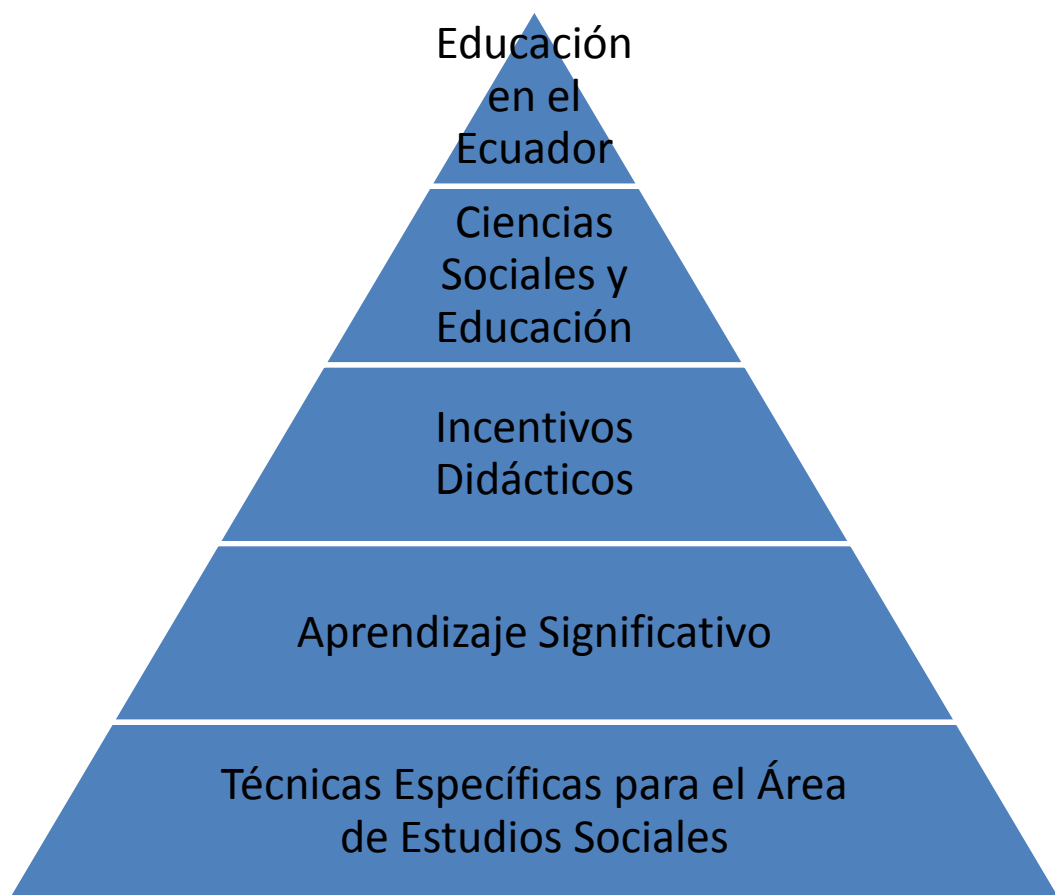 Educación
en el
Ecuador
Ciencias
Sociales y
Educación
Incentivos
Didácticos
Aprendizaje Significativo
Técnicas Específicas para el Área
de Estudios Sociales